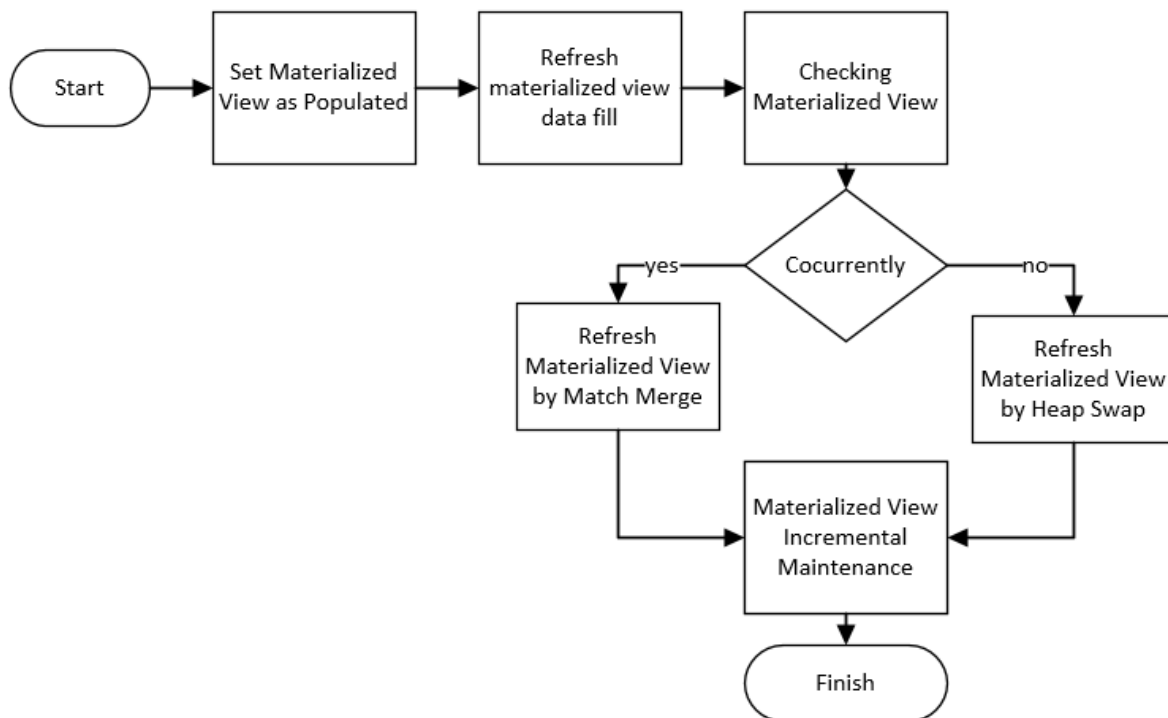 Start
Set Materialized
View as Populated
Refresh
materialized view
data fill
Checking
Materialized View
Cocurrently
yes
no
Refresh
Materialized View
by Match Merge
Refresh
Materialized View
by Heap Swap
Materialized View
Incremental
Maintenance
Finish